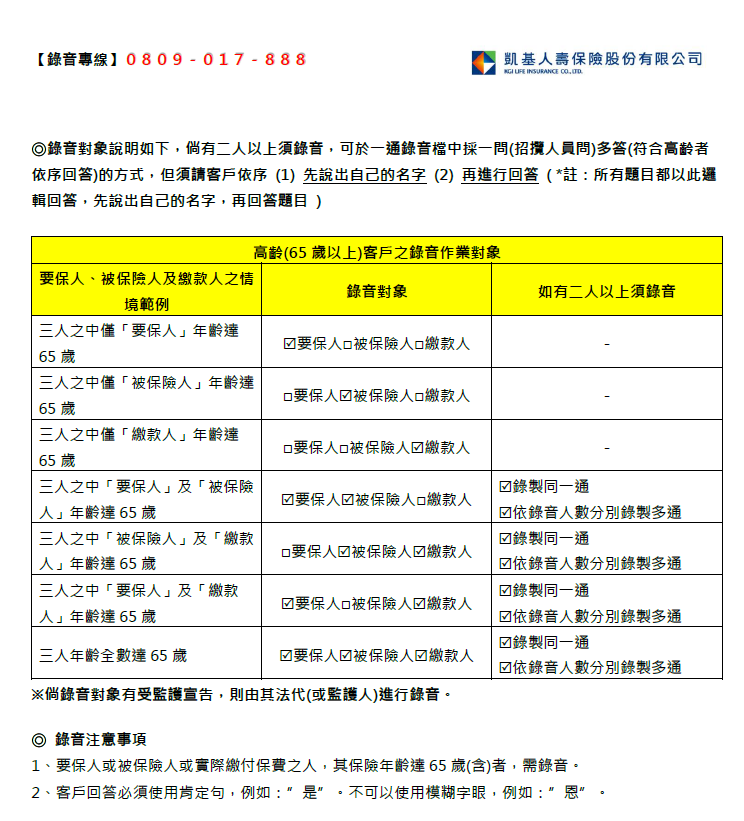 【錄音專線】０８０９－０１７－８８８
凱基人壽保險股份有限公司
KGI LIFE INSURANCE CO., LTD.
◎錄音對象說明如下，倘有二人以上須錄音，可於一通錄音檔中採一問(招攬人員問)多答(符合高齡者
依序回答)的方式，但須請客戶依序 (1) 先說出自己的名字 (2) 再進行回答 ( *註：所有題目都以此邏
輯回答，先說出自己的名字，再回答題目 )
高齡(65 歲以上)客戶之錄音作業對象
要保人、被保險人及繳款人之情
境範例
錄音對象
如有二人以上須錄音
三人之中僅「要保人」年齡達
65 歲
☑要保人□被保險人□繳款人
-
三人之中僅「被保險人」年齡達
65 歲
□要保人☑被保險人□繳款人
-
三人之中僅「繳款人」年齡達
65 歲
□要保人□被保險人☑繳款人
-
三人之中「要保人」及「被保險
人」年齡達 65 歲
☑要保人☑被保險人□繳款人
☑錄製同一通
☑依錄音人數分別錄製多通
三人之中「被保險人」及「繳款
人」年齡達 65 歲
□要保人☑被保險人☑繳款人
☑錄製同一通
☑依錄音人數分別錄製多通
三人之中「要保人」及「繳款
人」年齡達 65 歲
☑要保人□被保險人☑繳款人
☑錄製同一通
☑依錄音人數分別錄製多通
三人年齡全數達 65 歲
☑要保人☑被保險人☑繳款人
☑錄製同一通
☑依錄音人數分別錄製多通
※倘錄音對象有受監護宣告，則由其法代(或監護人)進行錄音。
◎ 錄音注意事項
1、要保人或被保險人或實際繳付保費之人，其保險年齡達 65 歲(含)者，需錄音。
2、客戶回答必須使用肯定句，例如：〞是〞。不可以使用模糊字眼，例如：〞恩〞。